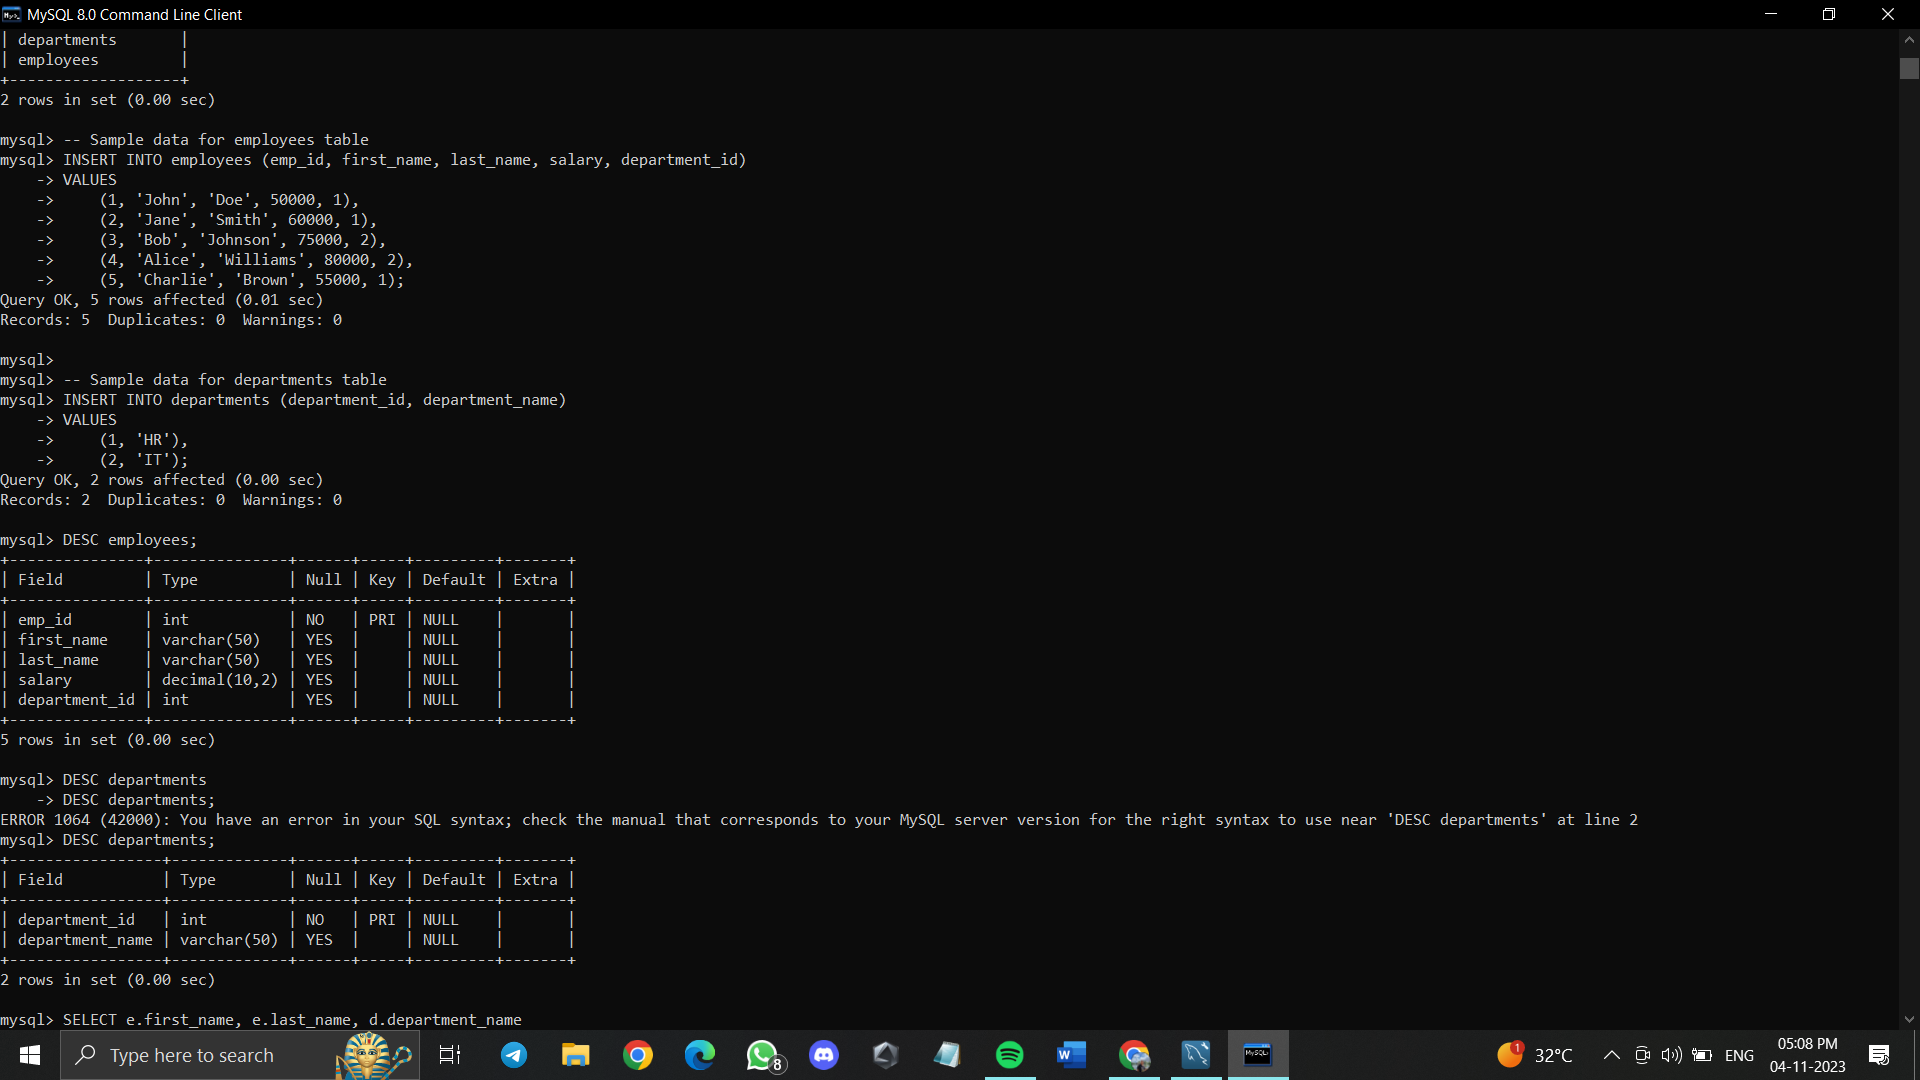 MySQL 8.0 Command Line Client
| departments       |
| employees         |
+-------------------+
2 rows in set (0.00 sec)
mysql> -- Sample data for employees table
mysql> INSERT INTO employees (emp_id, first_name, last_name, salary, department_id)
    -> VALUES
    ->     (1, 'John', 'Doe', 50000, 1),
    ->     (2, 'Jane', 'Smith', 60000, 1),
    ->     (3, 'Bob', 'Johnson', 75000, 2),
    ->     (4, 'Alice', 'Williams', 80000, 2),
    ->     (5, 'Charlie', 'Brown', 55000, 1);
Query OK, 5 rows affected (0.01 sec)
Records: 5  Duplicates: 0  Warnings: 0
mysql>
mysql> -- Sample data for departments table
mysql> INSERT INTO departments (department_id, department_name)
    -> VALUES
    ->     (1, 'HR'),
    ->     (2, 'IT');
Query OK, 2 rows affected (0.00 sec)
Records: 2  Duplicates: 0  Warnings: 0
mysql> DESC employees;
+---------------+---------------+------+-----+---------+-------+
| Field         | Type          | Null | Key | Default | Extra |
+---------------+---------------+------+-----+---------+-------+
| emp_id        | int           | NO   | PRI | NULL    |       |
| first_name    | varchar(50)   | YES  |     | NULL    |       |
| last_name     | varchar(50)   | YES  |     | NULL    |       |
| salary        | decimal(10,2) | YES  |     | NULL    |       |
| department_id | int           | YES  |     | NULL    |       |
+---------------+---------------+------+-----+---------+-------+
5 rows in set (0.00 sec)
mysql> DESC departments
    -> DESC departments;
ERROR 1064 (42000): You have an error in your SQL syntax; check the manual that corresponds to your MySQL server version for the right syntax to use near 'DESC departments' at line 2
mysql> DESC departments;
+-----------------+-------------+------+-----+---------+-------+
| Field           | Type        | Null | Key | Default | Extra |
+-----------------+-------------+------+-----+---------+-------+
| department_id   | int         | NO   | PRI | NULL    |       |
| department_name | varchar(50) | YES  |     | NULL    |       |
+-----------------+-------------+------+-----+---------+-------+
2 rows in set (0.00 sec)
mysql> SELECT e.first_name, e.last_name, d.department_name
Type here to search
8
W
MySQL
1
32°C
ENG
05:08 PM
04-11-2023